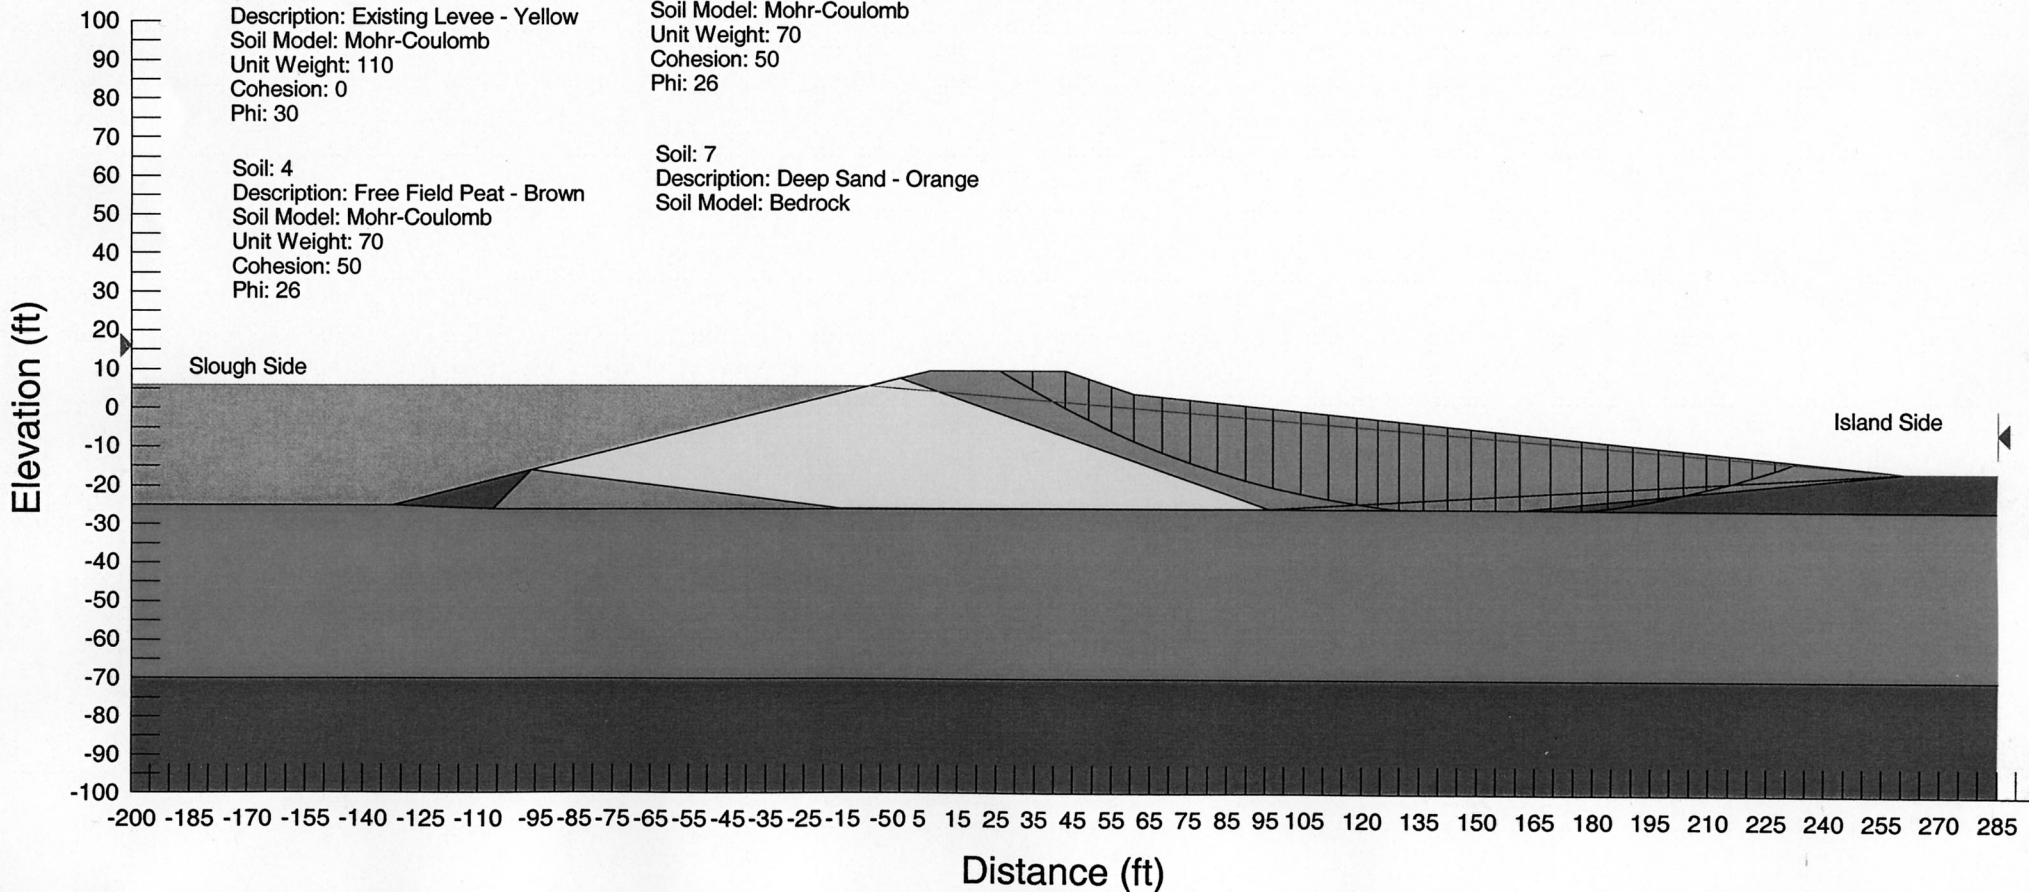 Description: Existing Levee - Yellow
Soil Model: Mohr-Coulomb
Unit Weight: 110
Cohesion: 0
Phi: 30
Soil: 4
Description: Free Field Peat - Brown
Soil Model: Mohr-Coulomb
Unit Weight: 70
Cohesion: 50
Phi: 26
Soil Model: Mohr-Coulomb
Unit Weight: 70
Cohesion: 50
Phi: 26
Soil: 7
Description: Deep Sand - Orange
Soil Model: Bedrock
Elevation (ft)
100
90
80
70
60
50
40
30
20
10
0
-10
-20
-30
-40
-50
-60
-70
-80
-90
-100
Slough Side
Island Side
-200 -185 -170 -155 -140 -125 -110 -95 -85 -75 -65 -55 -45 -35 -25 -15 -5 0 5 15 25 35 45 55 65 75 85 95 105 120 135 150 165 180 195 210 225 240 255 270 285
Distance (ft)